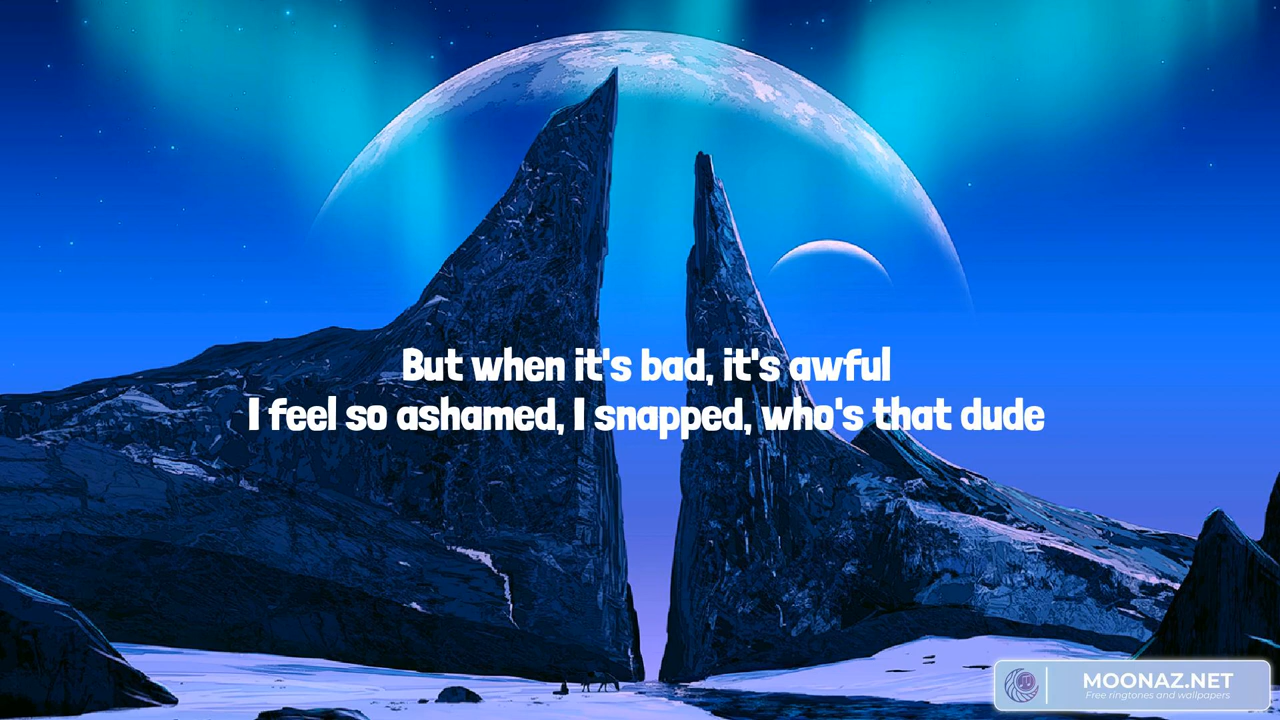 But when it's bad, it's awful
I feel so ashamed, I snapped, who's that dude
MOONAZ.NET
Free ringtones and wallpapers